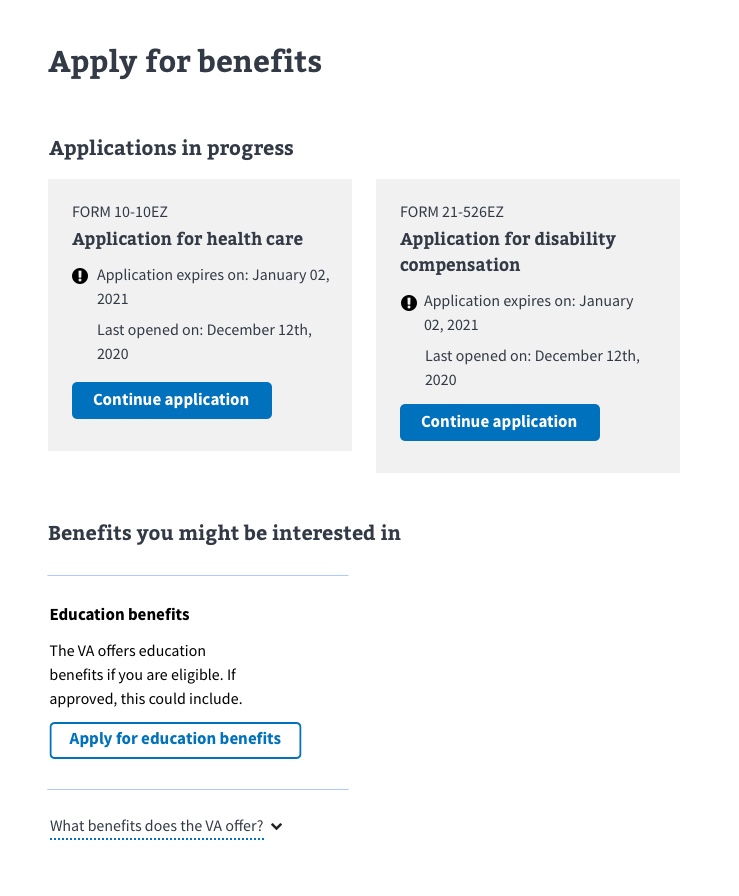 Apply for benefits
Applications in progress
FORM 10-10EZ
Application for health care
Application expires on: January 02,
2021
Last opened on: December 12th,
2020
Continue application
FORM 21-526EZ
Application for disability
compensation
Application expires on: January
02, 2021
Last opened on: December 12th,
2020
Continue application
Benefits you might be interested in
Education benefits
The VA offers education
benefits if you are eligible. If
approved, this could include.
Apply for education benefits
What benefits does the VA offer?